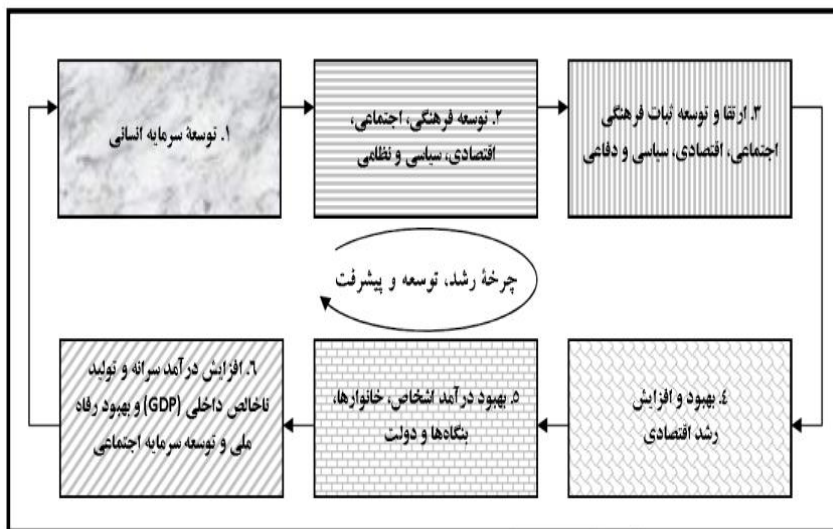 ۱. توسعهٔ سرمایه انسانی
۲. توسعه فرهنگی، اجتماعی،
اقتصادی، سیاسی و نظامی
۳. ارتقا و توسعه ثبات فرهنگی
اجتماعی، اقتصادی، سیاسی و دفاعی
چرخهٔ رشد، توسعه و پیشرفت
۴. بهبود و افزایش
رشد اقتصادی
۵. بهبود درآمد اشخاص، خانوارها،
بنگاه‌ها و دولت
۶. افزایش درآمد سرانه و تولید
ناخالص داخلی (GDP) و بهبود رفاه
ملی و توسعه سرمایه اجتماعی